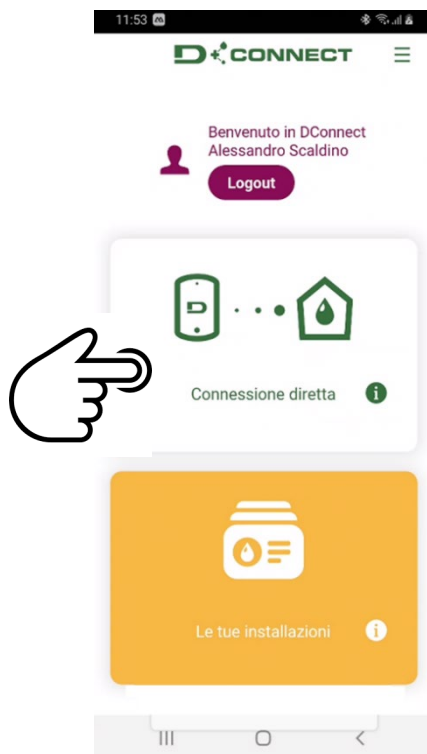 11:53
D CONNECT
Benvenuto in DConnect
Alessandro Scaldino
Logout
D
Connessione diretta i
Le tue installazioni i